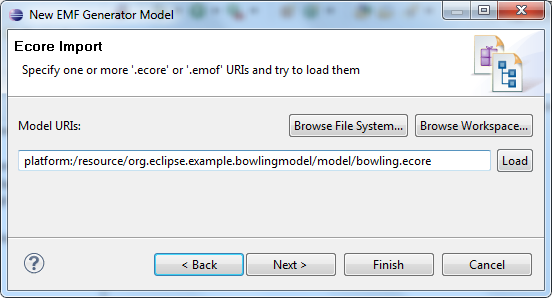 New EMF Generator Model
Ecore Import
Specify one or more '.ecore' or '.emof' URIs and try to load them
Model URIs:
Browse File System...
Browse Workspace...
platform:/resource/org.eclipse.example.bowlingmodel/model/bowling.ecore
Load
?
< Back
Next >
Finish
Cancel